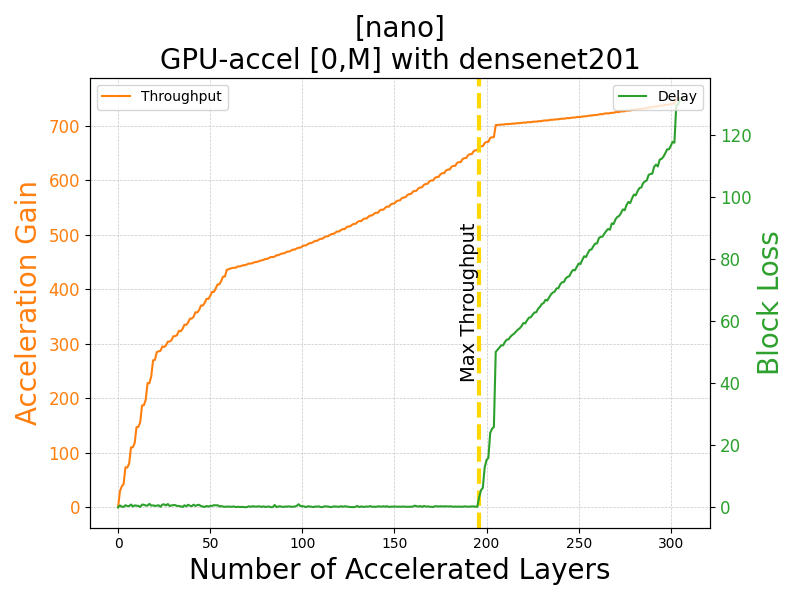 [nano]
GPU-accel [0,M] with densenet201
Throughput
Delay
Acceleration Gain
700
600
500
400
300
200
100
0
Max Throughput
120
100
80
60
40
20
0
Block Loss
0
50
100
150
200
250
300
Number of Accelerated Layers